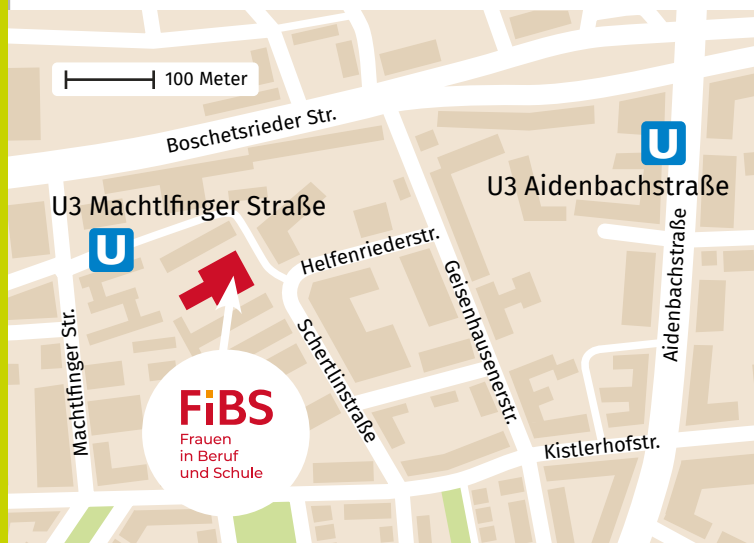 100 Meter
Boschetsrieder Str.
U
U3 Aidenbachstraße
U3 Machtlfinger Straße
U
Helfenriederstr.
Geisenhausenerstr.
Aidenbachstraße
Machtlfinger Str.
Schertlinstraße
FiBS
Frauen
in Beruf
und Schule
Kistlerhofstr.